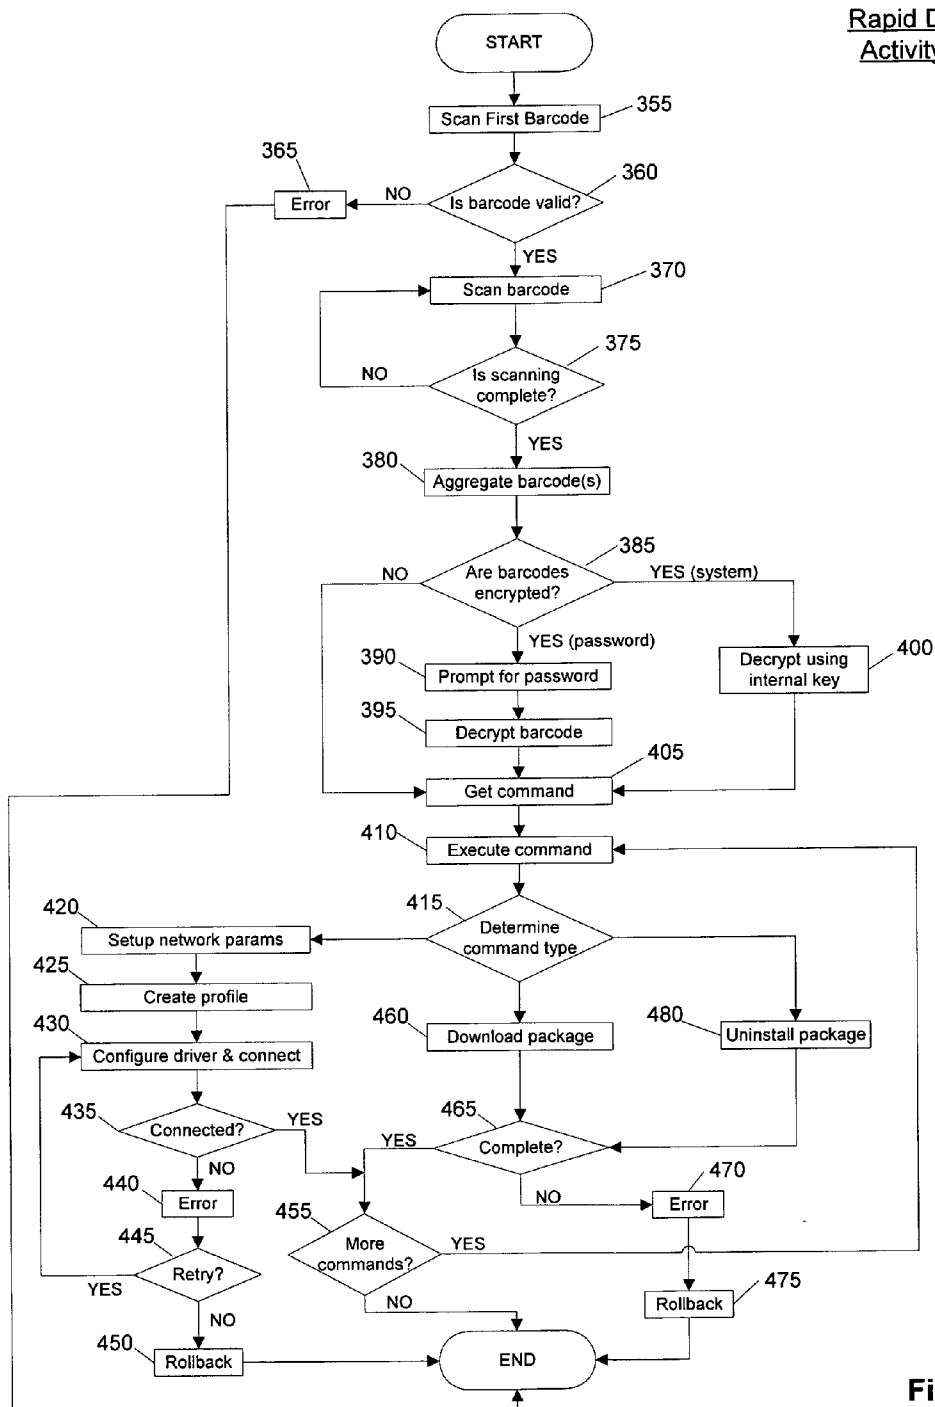 Rapid D
Activity
START
Scan First Barcode
355
365
360
Error
NO
Is barcode valid?
YES
370
Scan barcode
375
NO
Is scanning
complete?
YES
380
Aggregate barcode(s)
385
NO
Are barcodes
encrypted?
YES (system)
YES (password)
390
Prompt for password
400
Decrypt using
internal key
395
Decrypt barcode
405
Get command
410
Execute command
415
Determine
command type
420
Setup network params
425
Create profile
430
Configure driver & connect
460
Download package
480
Uninstall package
435
Connected?
YES
NO
465
YES
Complete?
NO
470
Error
440
Error
455
More
commands?
YES
NO
445
Retry?
YES
NO
475
Rollback
450
Rollback
END
Fi